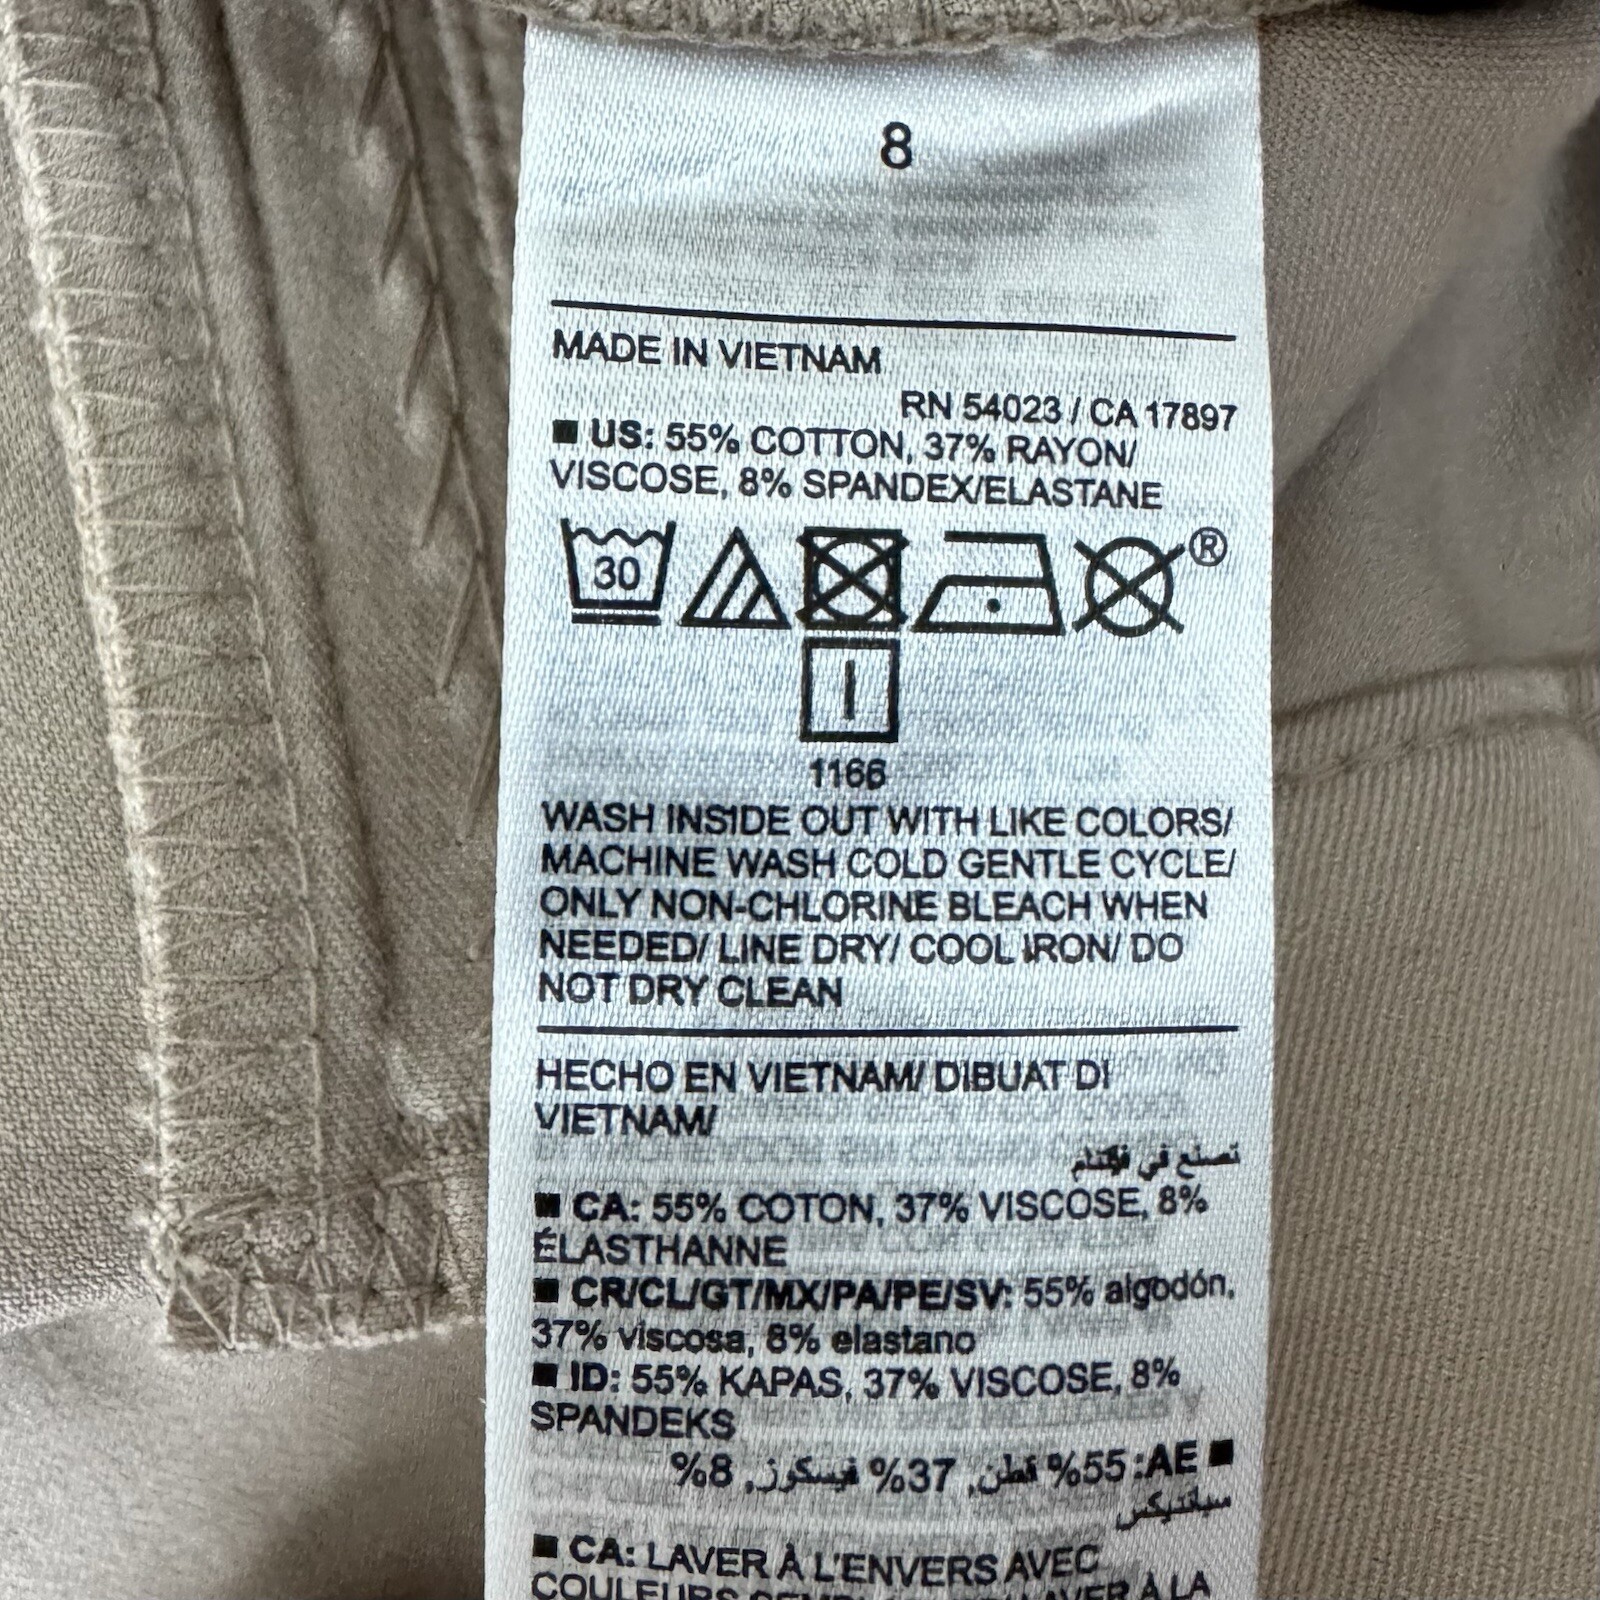 8
MADE IN VIETNAM
RN 54023 / CA 17897
■ US: 55% COTTON, 37% RAYON/
VISCOSE, 8% SPANDEX/ELASTANE
30
®
1166
WASH INSIDE OUT WITH LIKE COLORS/
MACHINE WASH COLD GENTLE CYCLE/
ONLY NON-CHLORINE BLEACH WHEN
NEEDED/ LINE DRY/ COOL IRON/ DO
NOT DRY CLEAN
HECHO EN VIETNAM/ DIBUAT DI
VIETNAM/
تصنع في فيتنام
■ CA: 55% COTON, 37% VISCOSE, 8%
ÉLASTHANNE
■ CR/CL/GT/MX/PA/PE/SV: 55% algodón,
37% viscosa, 8% elastano
■ ID: 55% KAPAS, 37% VISCOSE, 8%
SPANDEKS
■ AE: 55% قطن, 37% فيسكوز, 8%
سبانديكس
■ CA: LAVER À L'ENVERS AVEC
COULEURS LAVER À LA